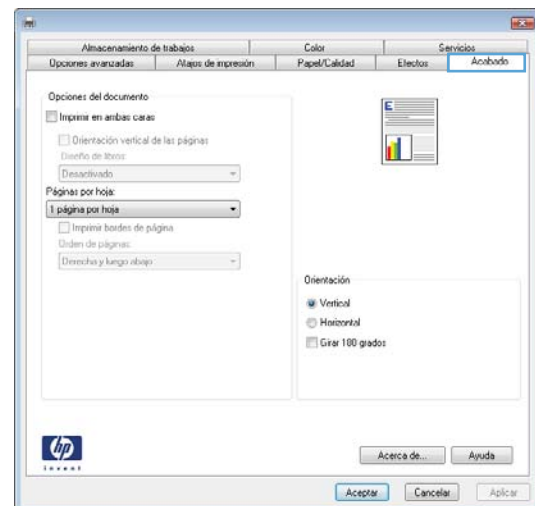 Almacenamiento de trabajos Color Servicios
Opciones avanzadas Atajos de impresión Papel/Calidad Efectos Acabado
Opciones del documento
Imprimir en ambas caras
Orientación vertical de las páginas
Diseño de libros:
Desactivado
Páginas por hoja:
1 página por hoja
Imprimir bordes de página
Orden de páginas:
Derecha y luego abajo
E
Orientación
Vertical
Horizontal
Girar 180 grados
hp
invent
Acerca de... Ayuda
Aceptar Cancelar Aplicar